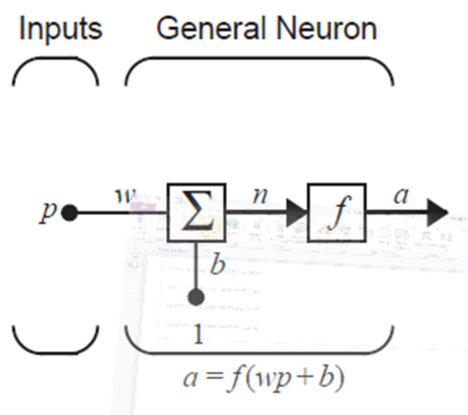 Inputs General Neuron
p w Σ n f a
b
1
a = f(wp + b)